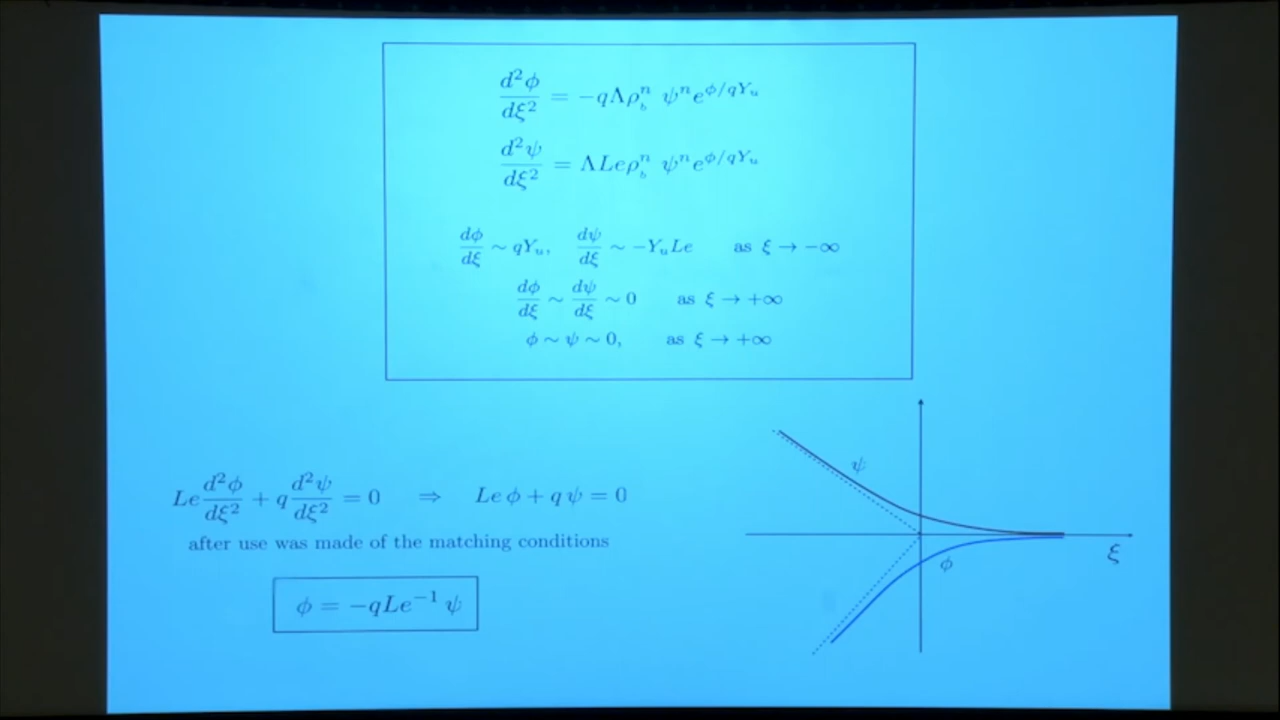 d²φ/dξ² = −qΛρ_b^n ψ^n e^{φ/qY_u}
d²ψ/dξ² = ΛLeρ_b^n ψ^n e^{φ/qY_u}
dφ/dξ ∼ qY_u, dψ/dξ ∼ −Y_uLe as ξ → −∞
dφ/dξ ∼ dψ/dξ ∼ 0 as ξ → +∞
φ ∼ ψ ∼ 0, as ξ → +∞
Le d²φ/dξ² + q d²ψ/dξ² = 0 ⇒ Le φ + q ψ = 0
after use was made of the matching conditions
φ = −qLe^{−1} ψ
ψ
φ
ξ